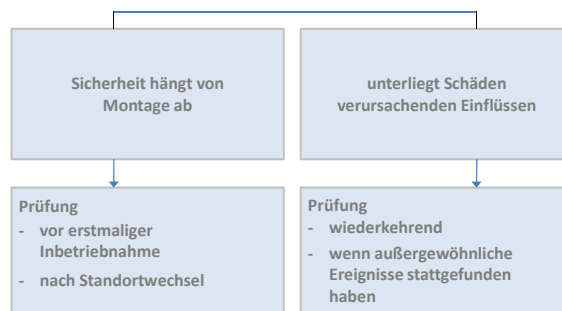 Sicherheit hängt von
Montage ab
unterliegt Schäden
verursachenden Einflüssen
Prüfung
- vor erstmaliger
Inbetriebnahme
- nach Standortwechsel
Prüfung
- wiederkehrend
- wenn außergewöhnliche
Ereignisse stattgefunden
haben